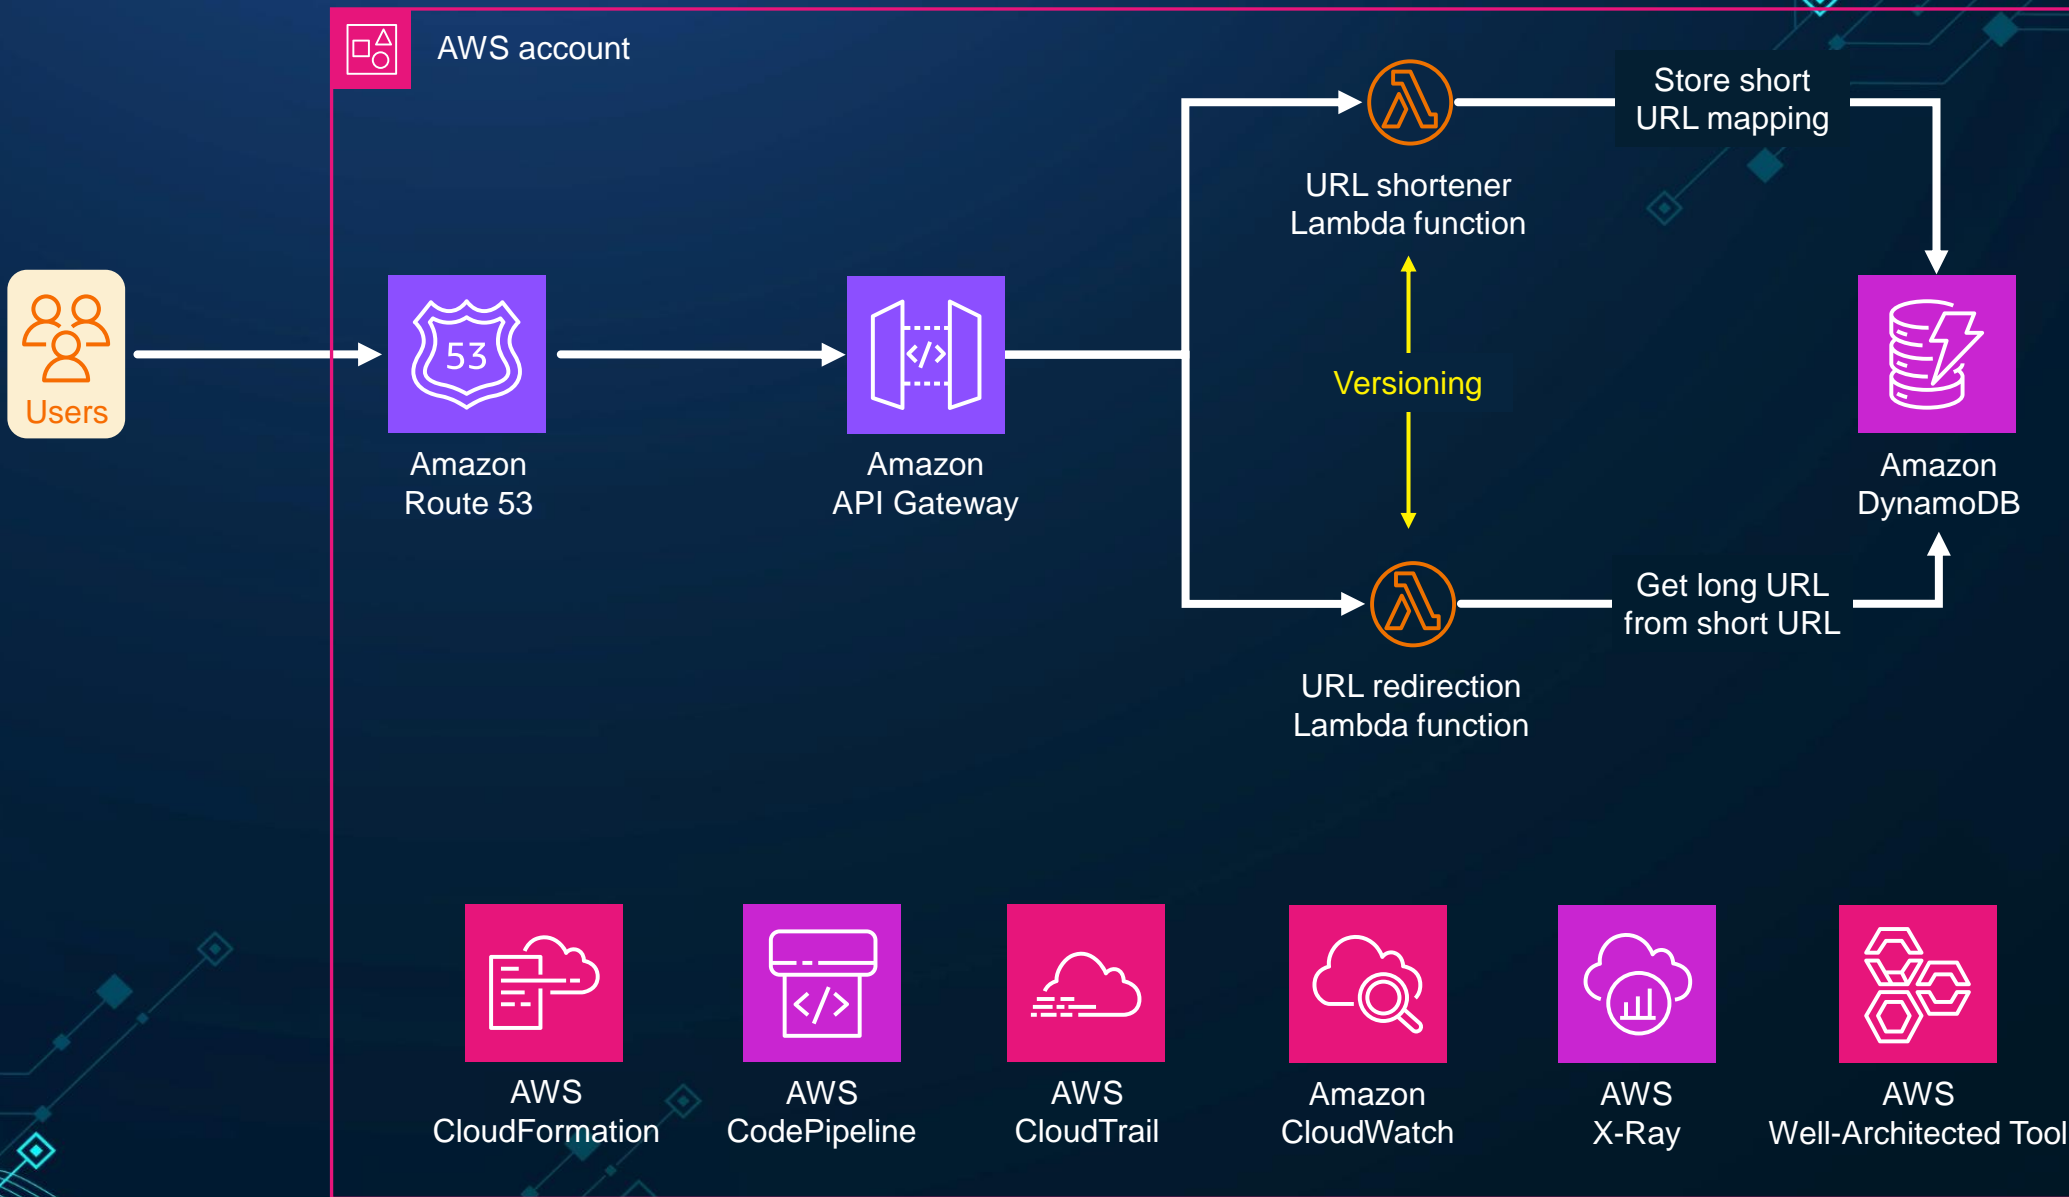 AWS account
Store short
URL mapping
URL shortener
Lambda function
Users
53
</>
Versioning
Amazon
Route 53
Amazon
API Gateway
Amazon
DynamoDB
Get long URL
from short URL
URL redirection
Lambda function
</>
AWS
CloudFormation
AWS
CodePipeline
AWS
CloudTrail
Amazon
CloudWatch
AWS
X-Ray
AWS
Well-Architected Tool